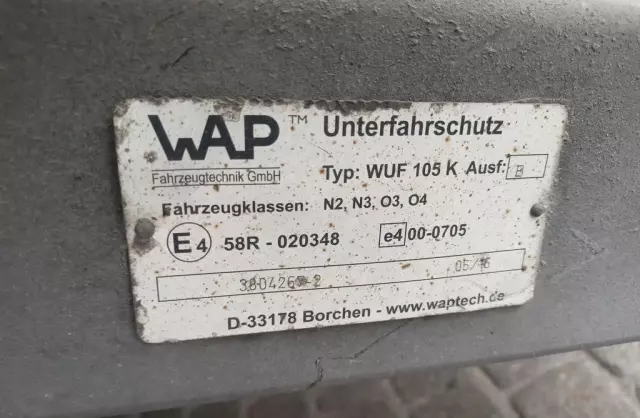 WAP™ Unterfahrschutz
Fahrzeugtechnik GmbH
Typ: WUF 105 K Ausf: B
Fahrzeugklassen: N2, N3, O3, O4
E4 58R - 020348 e4 00-0705
05/16
D-33178 Borchen - www.waptech.de